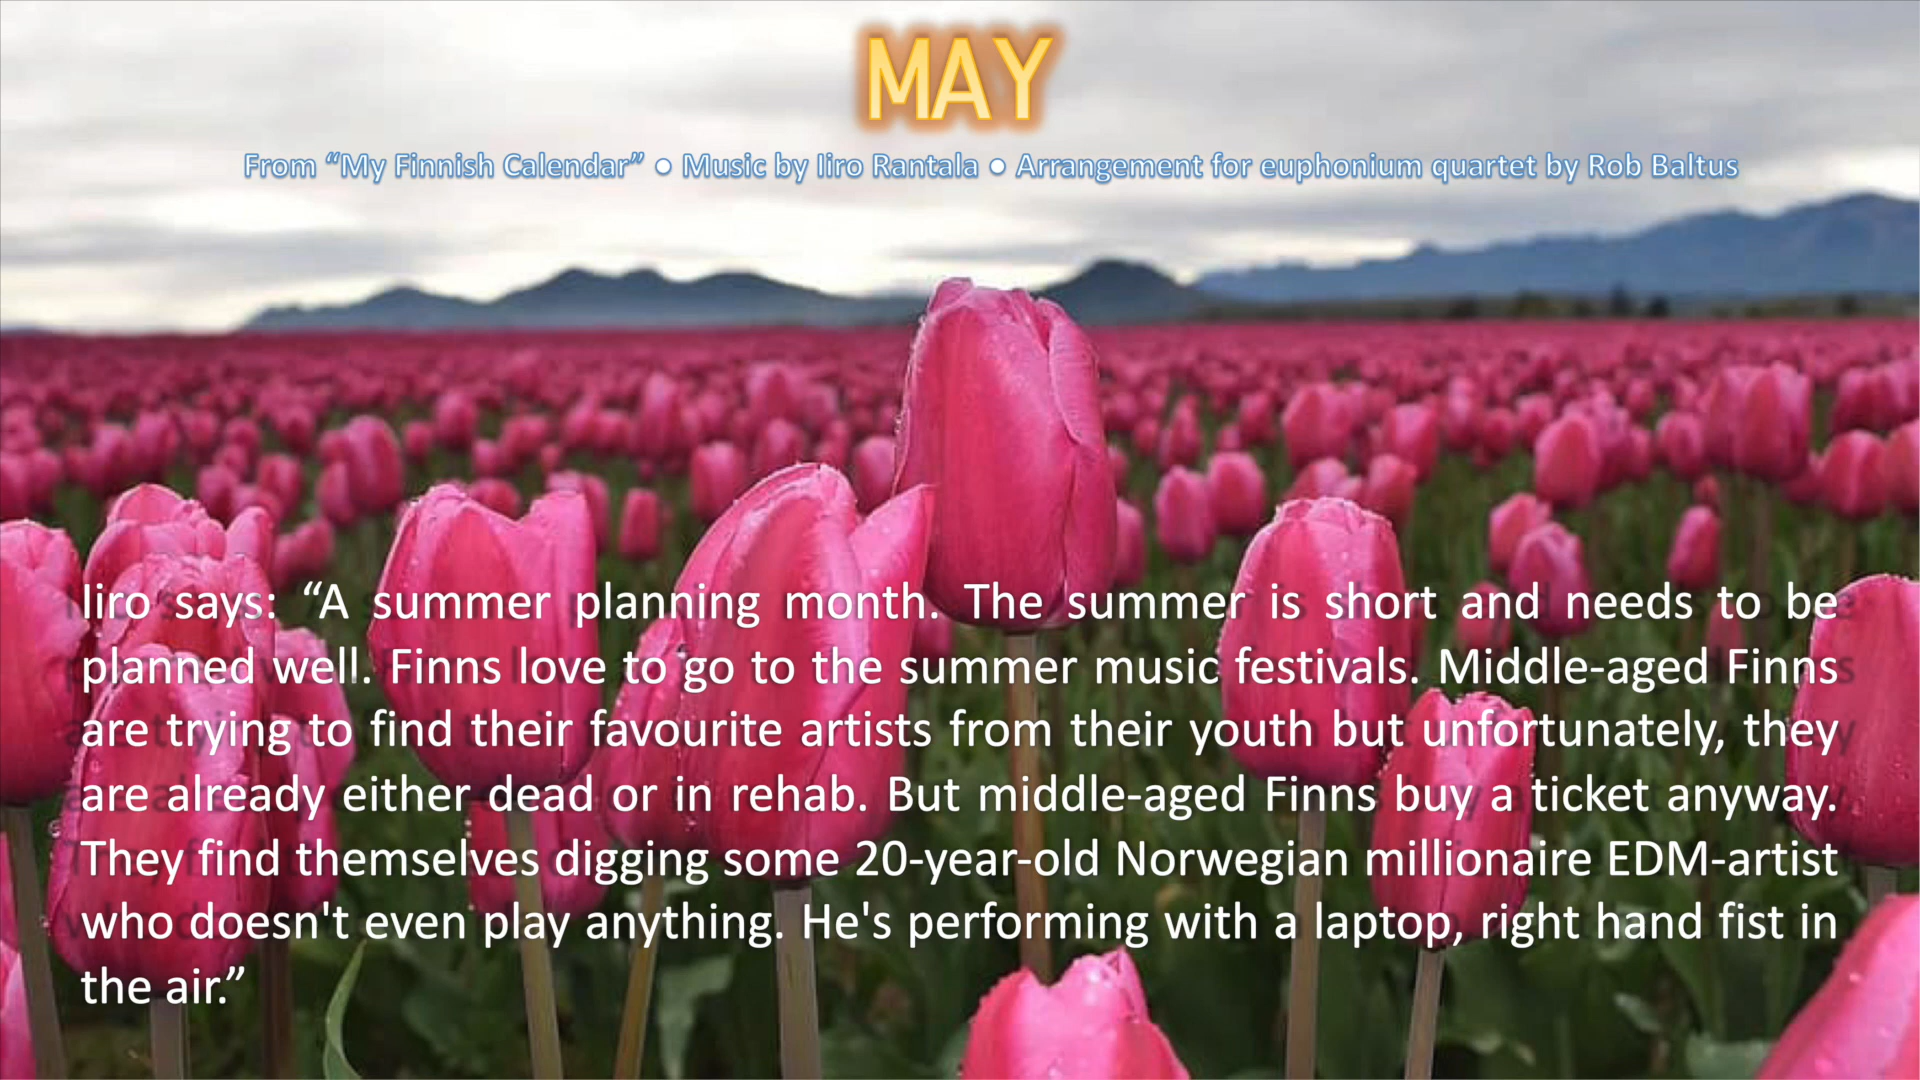 MAY
From “My Finnish Calendar” ● Music by Iiro Rantala ● Arrangement for euphonium quartet by Rob Baltus
Iiro says: “A summer planning month. The summer is short and needs to be
planned well. Finns love to go to the summer music festivals. Middle-aged Finns
are trying to find their favourite artists from their youth but unfortunately, they
are already either dead or in rehab. But middle-aged Finns buy a ticket anyway.
They find themselves digging some 20-year-old Norwegian millionaire EDM-artist
who doesn't even play anything. He's performing with a laptop, right hand fist in
the air.”